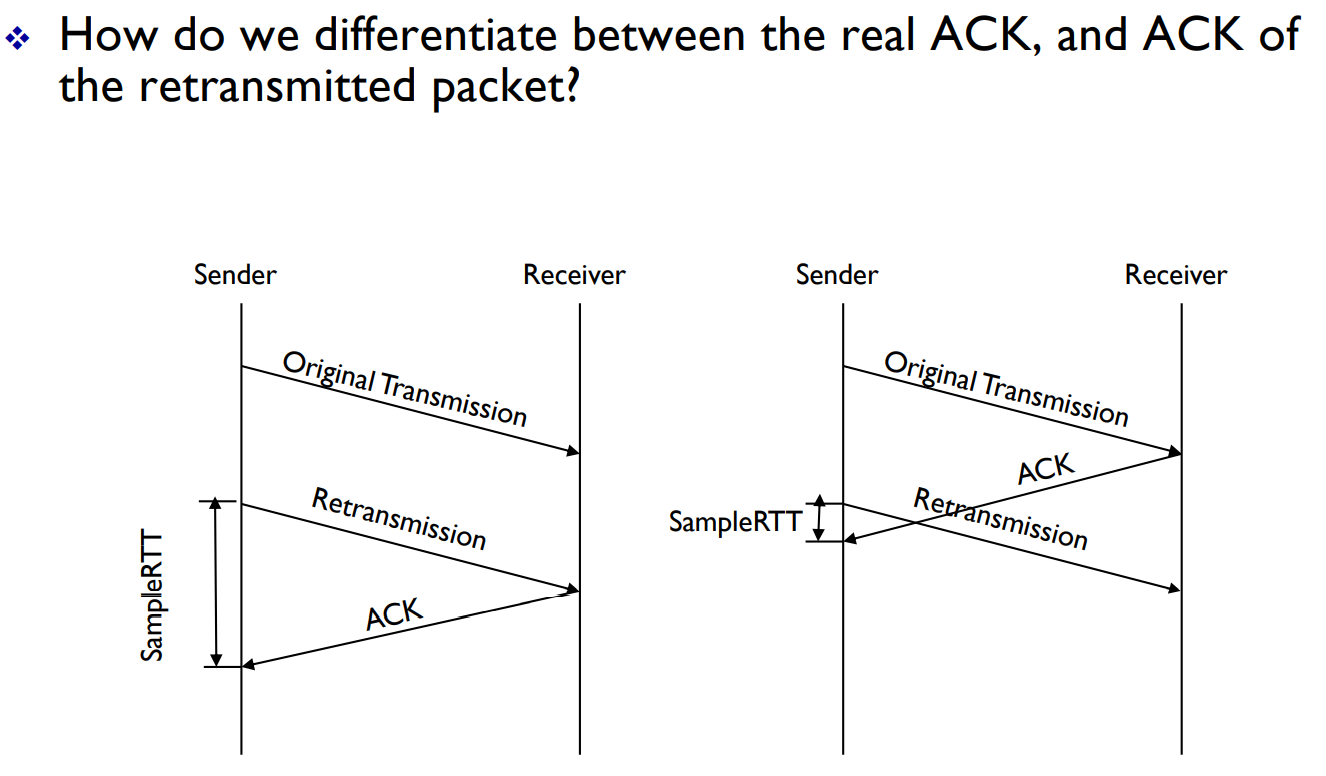 How do we differentiate between the real ACK, and ACK of
the retransmitted packet?
Sender
Receiver
Original Transmission
Retransmission
SampleRTT
ACK
Sender
Receiver
Original Transmission
ACK
SampleRTT
Retransmission